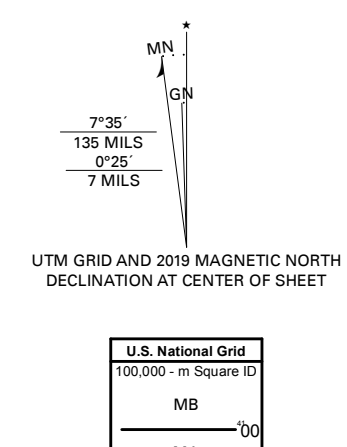 MN
GN
7°35´
135 MILS
0°25´
7 MILS
UTM GRID AND 2019 MAGNETIC NORTH
DECLINATION AT CENTER OF SHEET
U.S. National Grid
100,000 - m Square ID
MB
⁴¹00